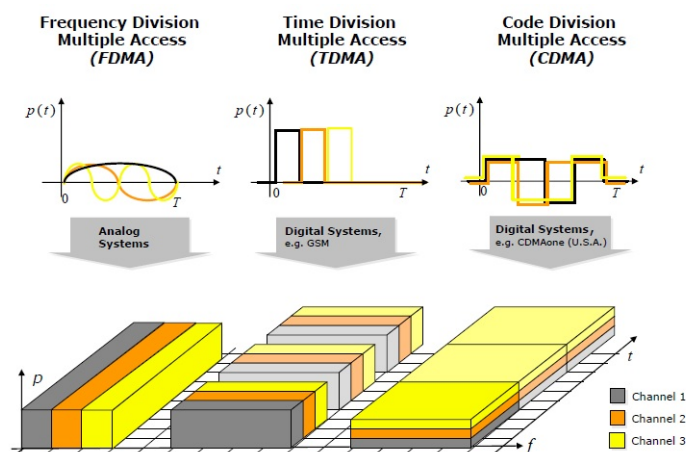 Frequency Division
Multiple Access
(FDMA)
Time Division
Multiple Access
(TDMA)
Code Division
Multiple Access
(CDMA)
p(t)
t
0
T
p(t)
t
0
T
p(t)
t
0
T
Analog
Systems
Digital Systems,
e.g. GSM
Digital Systems,
e.g. CDMAone (U.S.A.)
p
t
f
Channel 1
Channel 2
Channel 3